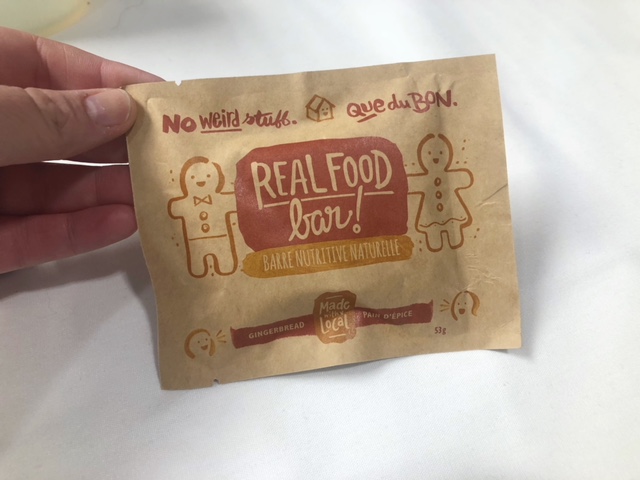 No weird stuff. Que du BON.
REAL FOOD
bar!
BARRE NUTRITIVE NATURELLE
Made
with
Local
GINGERBREAD PAIN D'ÉPICE
53g